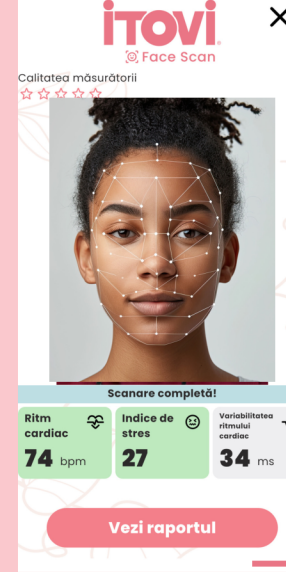 iTOVi
Face Scan
Calitatea măsurătorii
Scanare completă!
Ritm
cardiac
74 bpm
Indice de
stres
27
Variabilitatea
ritmului
cardiac
34 ms
Vezi raportul